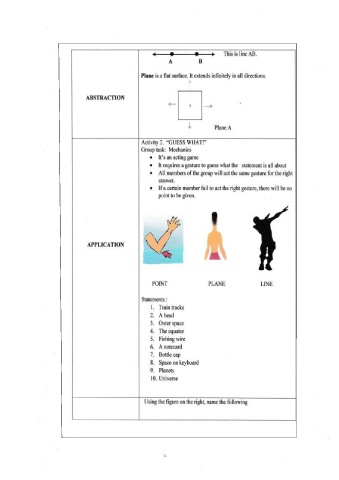 This is line AB.
A B
Plane is a flat surface. It extends infinitely in all directions.
ABSTRACTION
Plane A
Activity 2. "GUESS WHAT?"
Group task: Mechanics
• It's an acting game
• It requires a gesture to guess what the statement is all about
• All members of the group will act the same gesture for the right
answer.
• If a certain member fail to act the right gesture, there will be no
point to be given.
APPLICATION
POINT PLANE LINE
Statements:
1. Train tracks
2. A bead
3. Outer space
4. The equator
5. Fishing wire
6. A notecard
7. Bottle cap
8. Space on keyboard
9. Planets
10. Universe
Using the figure on the right, name the following